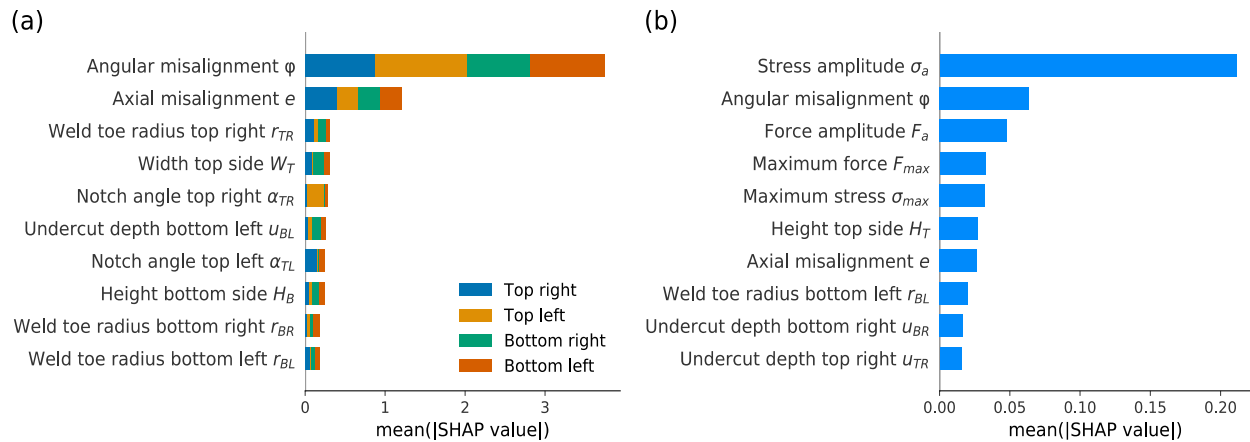 (a)
Angular misalignment φ
Axial misalignment e
Weld toe radius top right r_TR
Width top side W_T
Notch angle top right α_TR
Undercut depth bottom left u_BL
Notch angle top left α_TL
Height bottom side H_B
Weld toe radius bottom right r_BR
Weld toe radius bottom left r_BL
Top right
Top left
Bottom right
Bottom left
0 1 2 3
mean(|SHAP value|)
(b)
Stress amplitude σ_a
Angular misalignment φ
Force amplitude F_a
Maximum force F_max
Maximum stress σ_max
Height top side H_T
Axial misalignment e
Weld toe radius bottom left r_BL
Undercut depth bottom right u_BR
Undercut depth top right u_TR
0.00 0.05 0.10 0.15 0.20
mean(|SHAP value|)